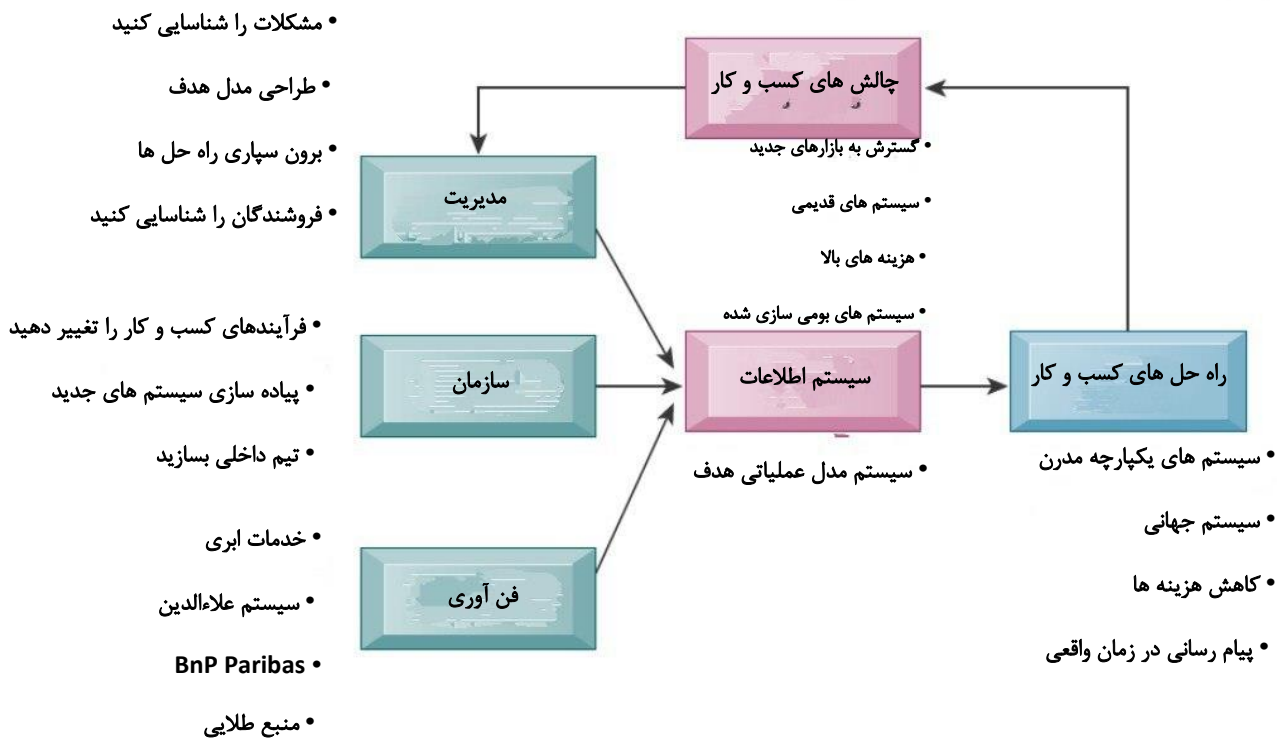 • مشکلات را شناسایی کنید
• طراحی مدل هدف
• برون سپاری راه حل ها
• فروشندگان را شناسایی کنید
• فرآیندهای کسب و کار را تغییر دهید
• پیاده سازی سیستم های جدید
• تیم داخلی بسازید
• خدمات ابری
• سیستم علاءالدین
• BnP Paribas
• منبع طلایی
مدیریت
سازمان
فن آوری
چالش های کسب و کار
• گسترش به بازارهای جدید
• سیستم های قدیمی
• هزینه های بالا
• سیستم های بومی سازی شده
سیستم اطلاعات
• سیستم مدل عملیاتی هدف
راه حل های کسب و کار
• سیستم های یکپارچه مدرن
• سیستم جهانی
• کاهش هزینه ها
• پیام رسانی در زمان واقعی